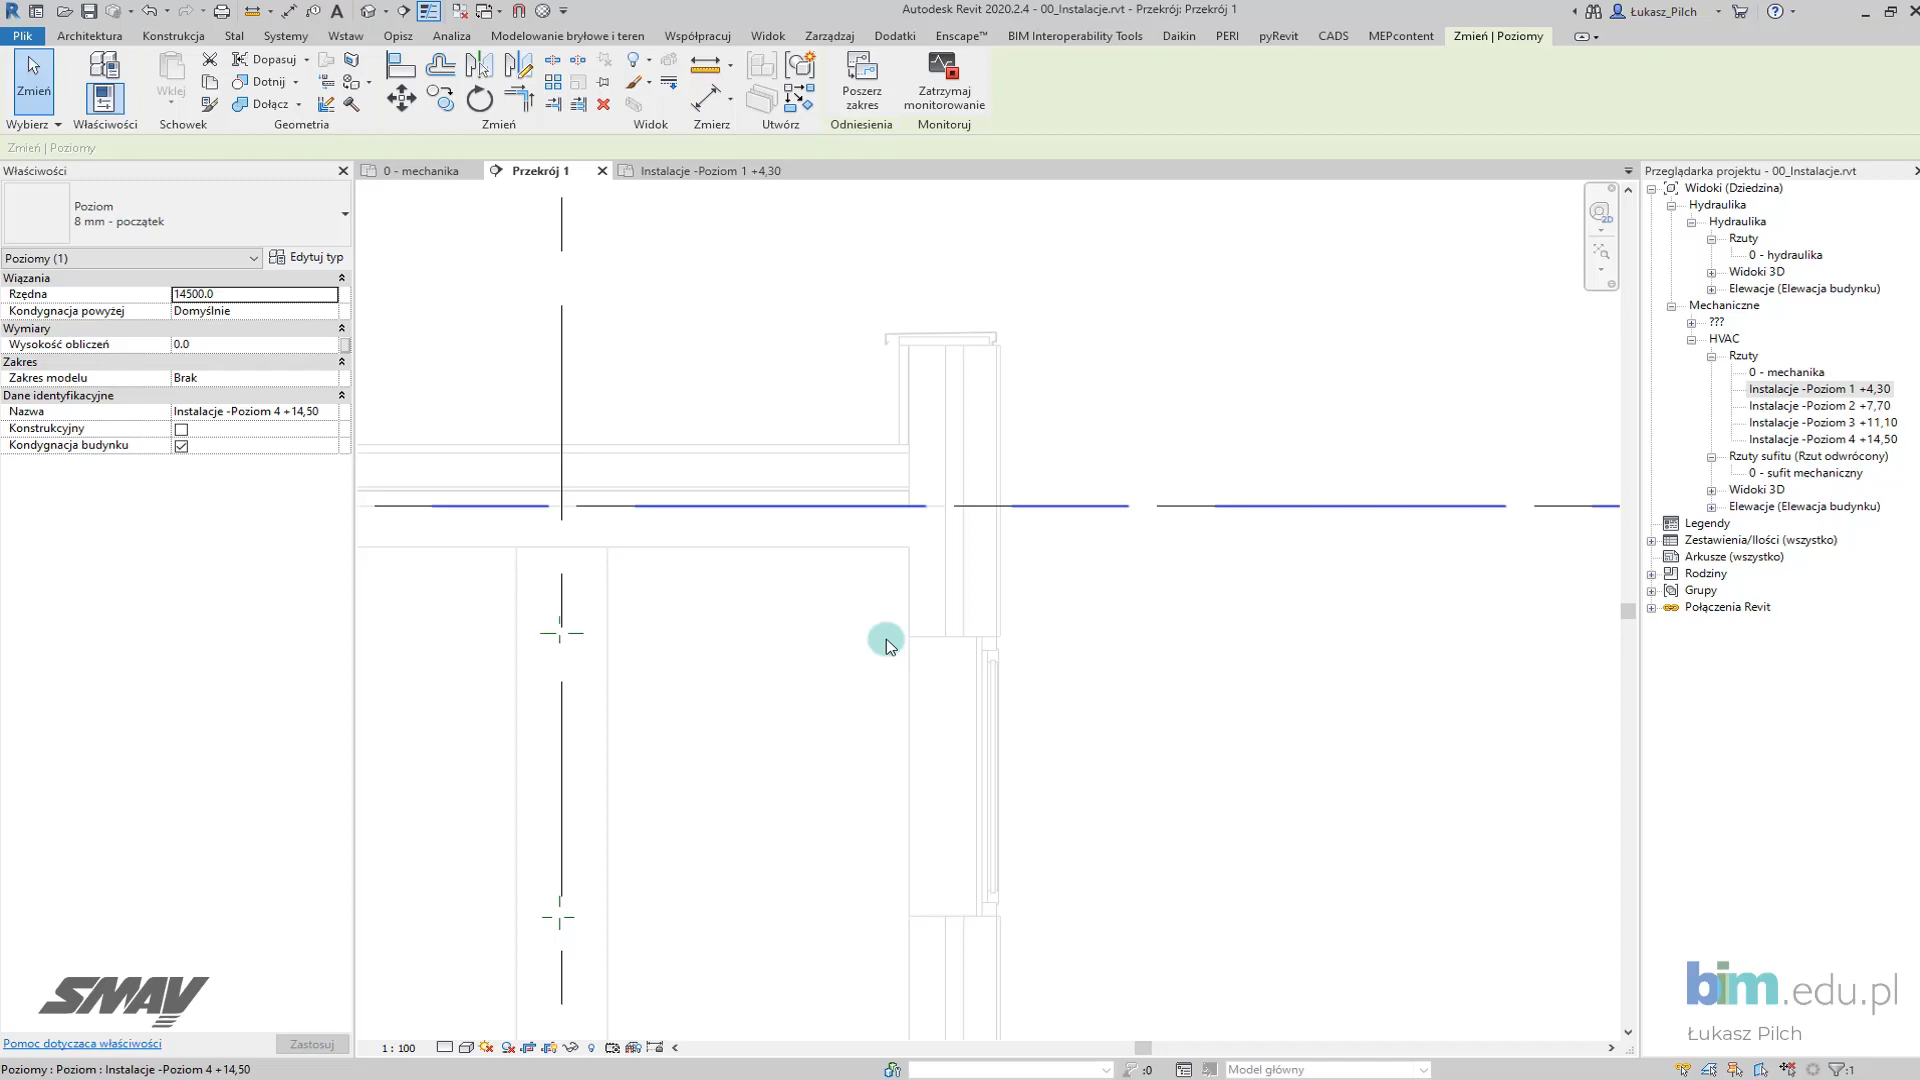 Autodesk Revit 2020.2.4 - 00_Instalacje.rvt - Przekrój: Przekrój 1
Łukasz_Pilch
Plik Architektura Konstrukcja Stal Systemy Wstaw Opisz Analiza Modelowanie bryłowe i teren Współpracuj Widok Zarządzaj Dodatki Enscape™ BIM Interoperability Tools Daikin PERI pyRevit CADS MEPcontent Zmień | Poziomy
Zmień
Wklej
Dopasuj
Dotnij
Dołącz
Poszerz zakres
Zatrzymaj monitorowanie
Wybierz Właściwości Schowek Geometria Zmień Widok Zmierz Utwórz Odniesienia Monitoruj
Zmień | Poziomy
Właściwości
0 - mechanika
Przekrój 1
Instalacje -Poziom 1 +4,30
Poziom
8 mm - początek
Poziomy (1)
Edytuj typ
Wiązania
Rzędna 14500.0
Kondygnacja powyżej Domyślnie
Wymiary
Wysokość obliczeń 0.0
Zakres
Zakres modelu Brak
Dane identyfikacyjne
Nazwa Instalacje -Poziom 4 +14,50
Konstrukcyjny
Kondygnacja budynku
SMAY
Pomoc dotycząca właściwości
Zastosuj
2D
1 : 100
Przeglądarka projektu - 00_Instalacje.rvt
Widoki (Dziedzina)
Hydraulika
Hydraulika
Rzuty
0 - hydraulika
Widoki 3D
Elewacje (Elewacja budynku)
Mechaniczne
???
HVAC
Rzuty
0 - mechanika
Instalacje -Poziom 1 +4,30
Instalacje -Poziom 2 +7,70
Instalacje -Poziom 3 +11,10
Instalacje -Poziom 4 +14,50
Rzuty sufitu (Rzut odwrócony)
0 - sufit mechaniczny
Widoki 3D
Elewacje (Elewacja budynku)
Legendy
Zestawienia/Ilości (wszystko)
Arkusze (wszystko)
Rodziny
Grupy
Połączenia Revit
bim.edu.pl
Łukasz Pilch
Poziomy : Poziom : Instalacje -Poziom 4 +14,50
:0
Model główny
:1